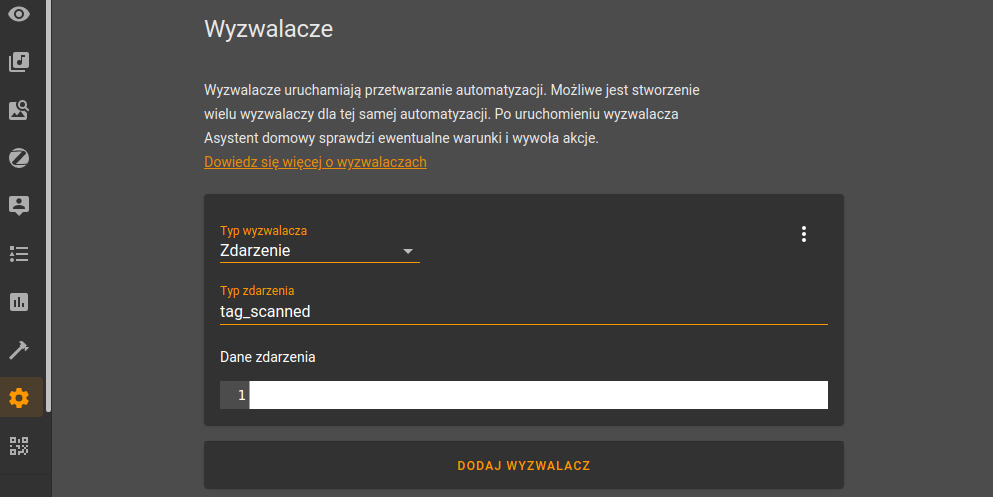 Wyzwalacze
Wyzwalacze uruchamiają przetwarzanie automatyzacji. Możliwe jest stworzenie
wielu wyzwalaczy dla tej samej automatyzacji. Po uruchomieniu wyzwalacza
Asystent domowy sprawdzi ewentualne warunki i wywoła akcje.
Dowiedz się więcej o wyzwalaczach
Typ wyzwalacza
Zdarzenie
Typ zdarzenia
tag_scanned
Dane zdarzenia
1
DODAJ WYZWALACZ